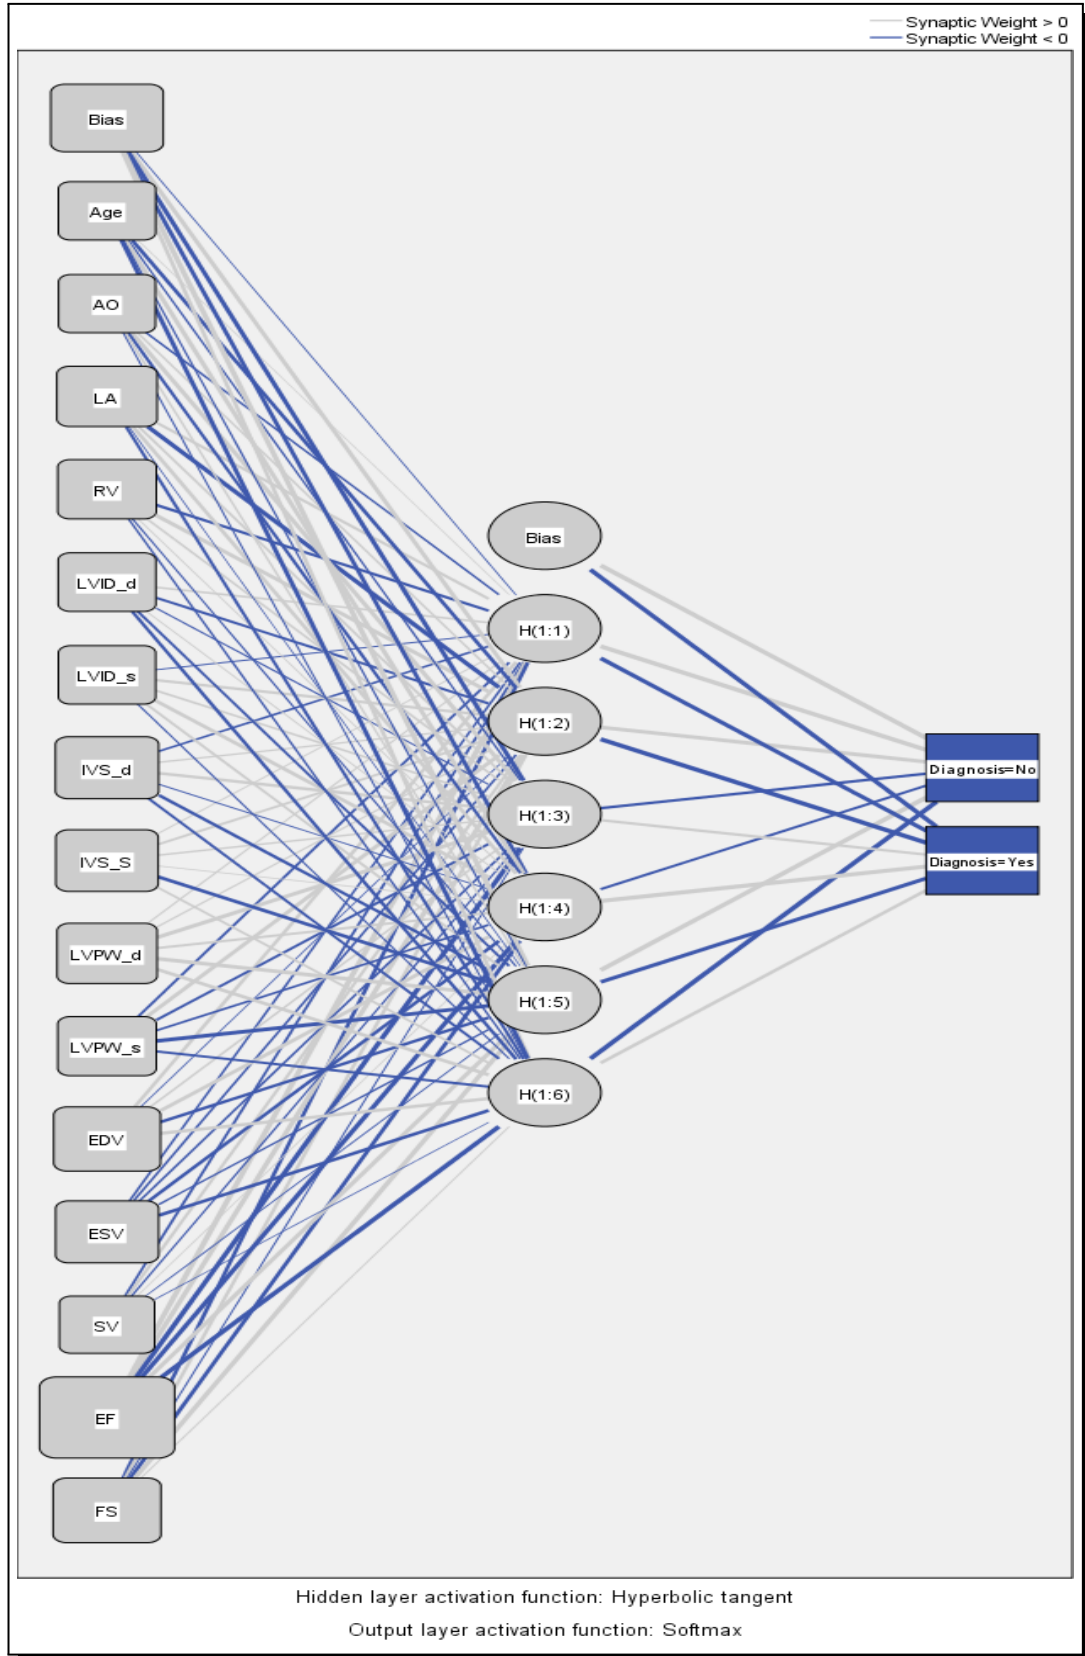 Synaptic Weight > 0
Synaptic Weight < 0
Bias
Age
AO
LA
RV
LVID_d
LVID_s
IVS_d
IVS_S
LVPW_d
LVPW_s
EDV
ESV
SV
EF
FS
Bias
H(1:1)
H(1:2)
H(1:3)
H(1:4)
H(1:5)
H(1:6)
Diagnosis=No
Diagnosis=Yes
Hidden layer activation function: Hyperbolic tangent
Output layer activation function: Softmax